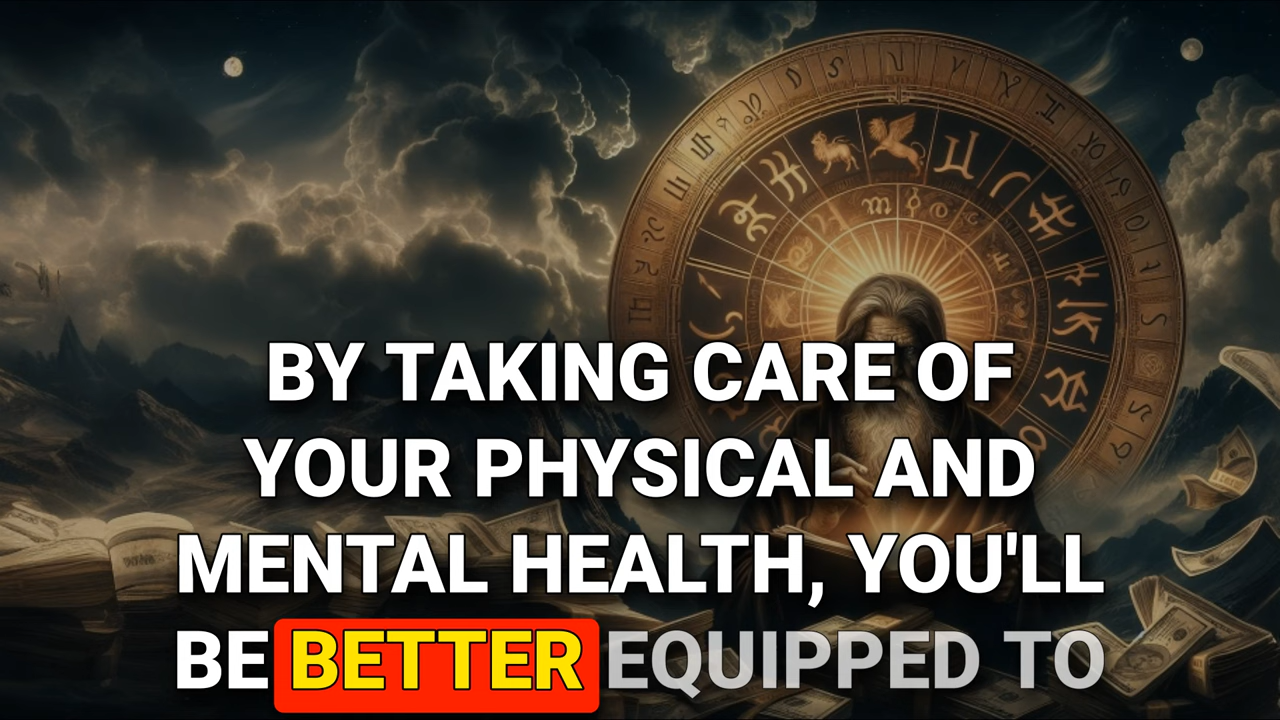 BY TAKING CARE OF
YOUR PHYSICAL AND
MENTAL HEALTH, YOU'LL
BE BETTER EQUIPPED TO